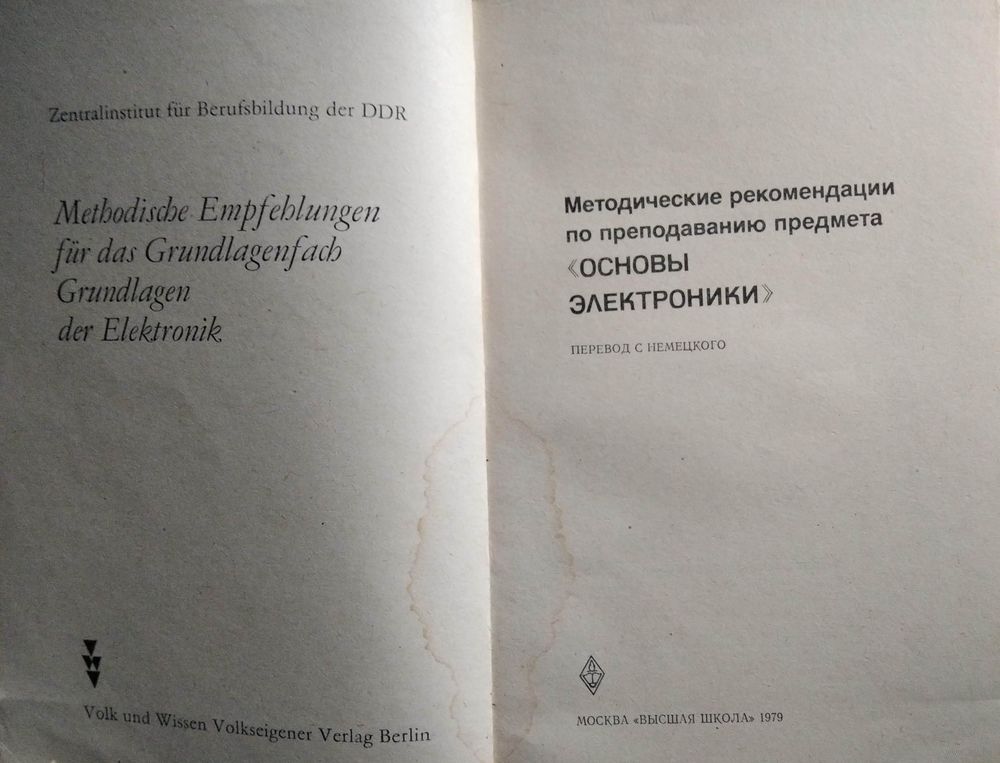 Zentralinstitut für Berufsbildung der DDR
Methodische Empfehlungen
für das Grundlagenfach
Grundlagen
der Elektronik
Volk und Wissen Volkseigener Verlag Berlin
Методические рекомендации
по преподаванию предмета
«ОСНОВЫ
ЭЛЕКТРОНИКИ»
ПЕРЕВОД С НЕМЕЦКОГО
МОСКВА «ВЫСШАЯ ШКОЛА» 1979